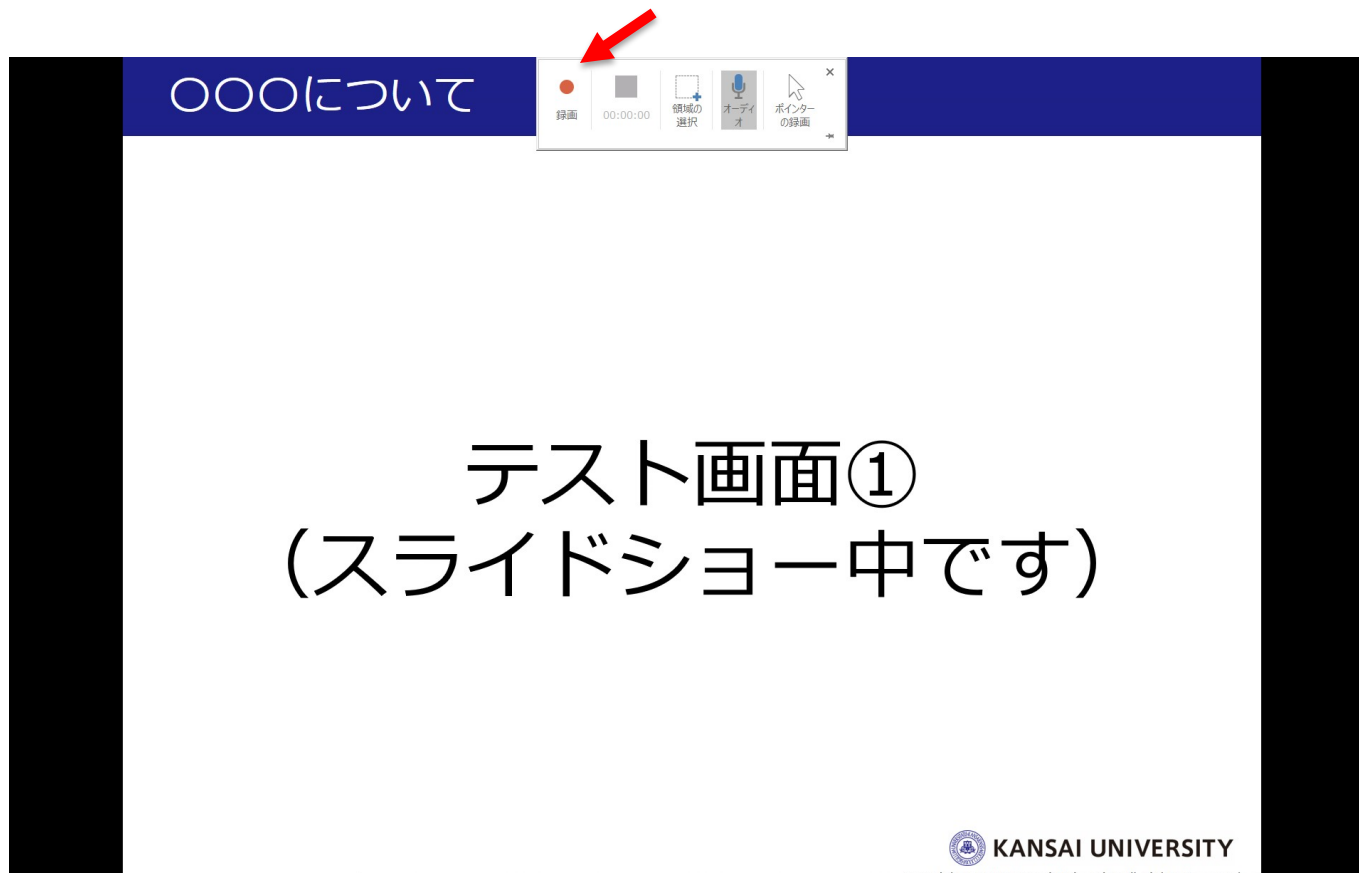 〇〇〇について
録画
00:00:00
領域の
選択
オーディ
オ
ポインター
の録画
テスト画面①
（スライドショー中です）
KANSAI UNIVERSITY